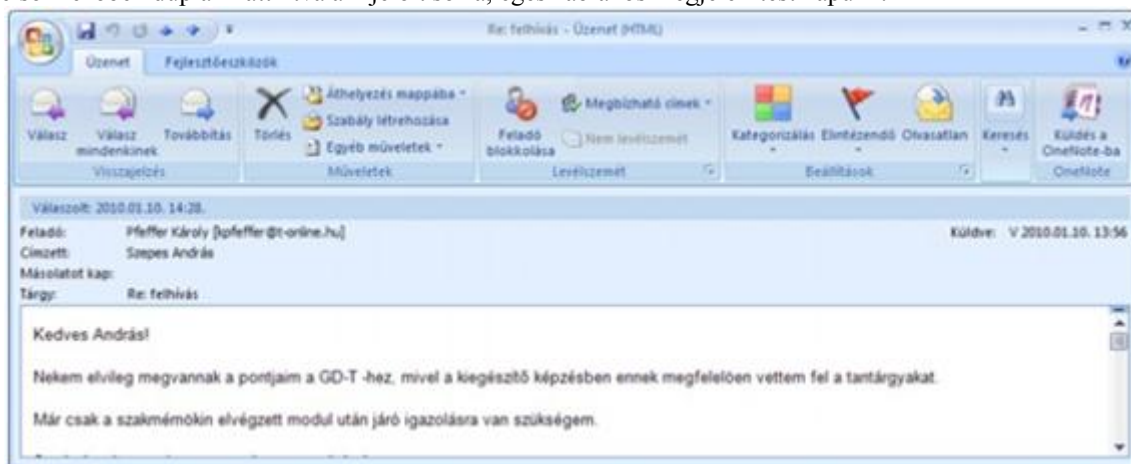 Re: felhívás - Üzenet (HTML)
Üzenet Fejlesztőeszközök
Válasz Válasz mindenkinek Továbbítás Törlés Áthelyezés mappába Szabály létrehozása Egyéb műveletek Feladó blokkolása Megbízható címek Nem levélszemét Kategorizálás Elintézendő Olvasatlan Keresés Küldés a OneNote-ba
Visszajelzés Műveletek Levélszemét Beállítások OneNote
Válaszolt: 2010.01.10. 14:28.
Feladó: Pfeffer Károly [kpfeffer@t-online.hu] Küldve: V 2010.01.10. 13:56
Címzett: Szepes András
Másolatot kap:
Tárgy: Re: felhívás
Kedves András!
Nekem elvileg megvannak a pontjaim a GD-T -hez, mivel a kiegészítő képzésben ennek megfelelően vettem fel a tantárgyakat.
Már csak a szakmérnökin elvégzett modul után járó igazolásra van szükségem.